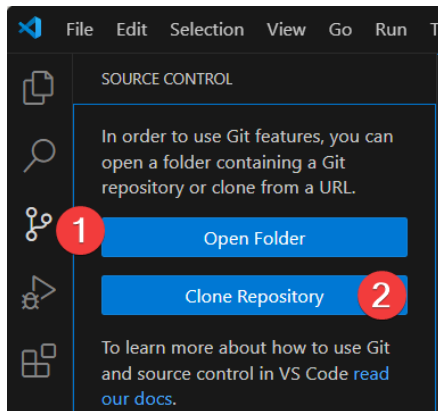 File Edit Selection View Go Run
SOURCE CONTROL
In order to use Git features, you can
open a folder containing a Git
repository or clone from a URL.
1
Open Folder
Clone Repository
2
To learn more about how to use Git
and source control in VS Code read
our docs.